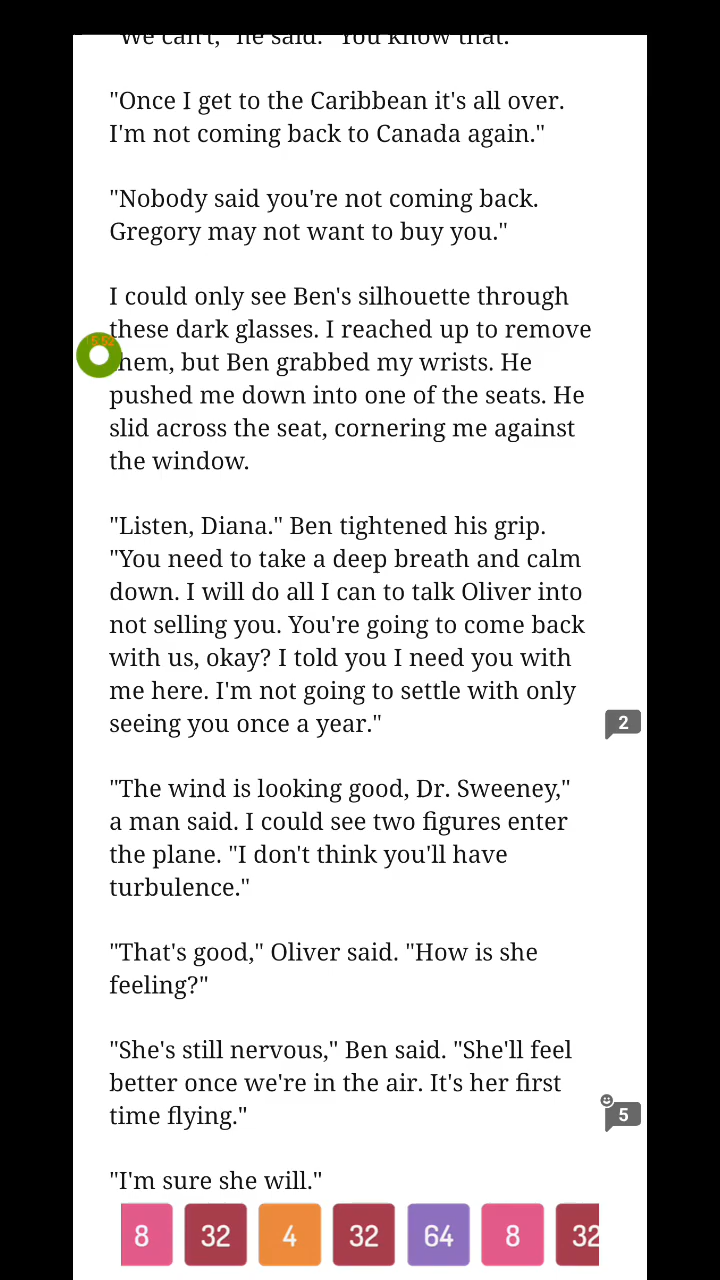 "We can't," he said. "You know that."
"Once I get to the Caribbean it's all over.
I'm not coming back to Canada again."
"Nobody said you're not coming back.
Gregory may not want to buy you."
I could only see Ben's silhouette through
these dark glasses. I reached up to remove
them, but Ben grabbed my wrists. He
pushed me down into one of the seats. He
slid across the seat, cornering me against
the window.
"Listen, Diana." Ben tightened his grip.
"You need to take a deep breath and calm
down. I will do all I can to talk Oliver into
not selling you. You're going to come back
with us, okay? I told you I need you with
me here. I'm not going to settle with only
seeing you once a year."
2
"The wind is looking good, Dr. Sweeney,"
a man said. I could see two figures enter
the plane. "I don't think you'll have
turbulence."
"That's good," Oliver said. "How is she
feeling?"
"She's still nervous," Ben said. "She'll feel
better once we're in the air. It's her first
time flying."
5
"I'm sure she will."
8 32 4 32 64 8 32